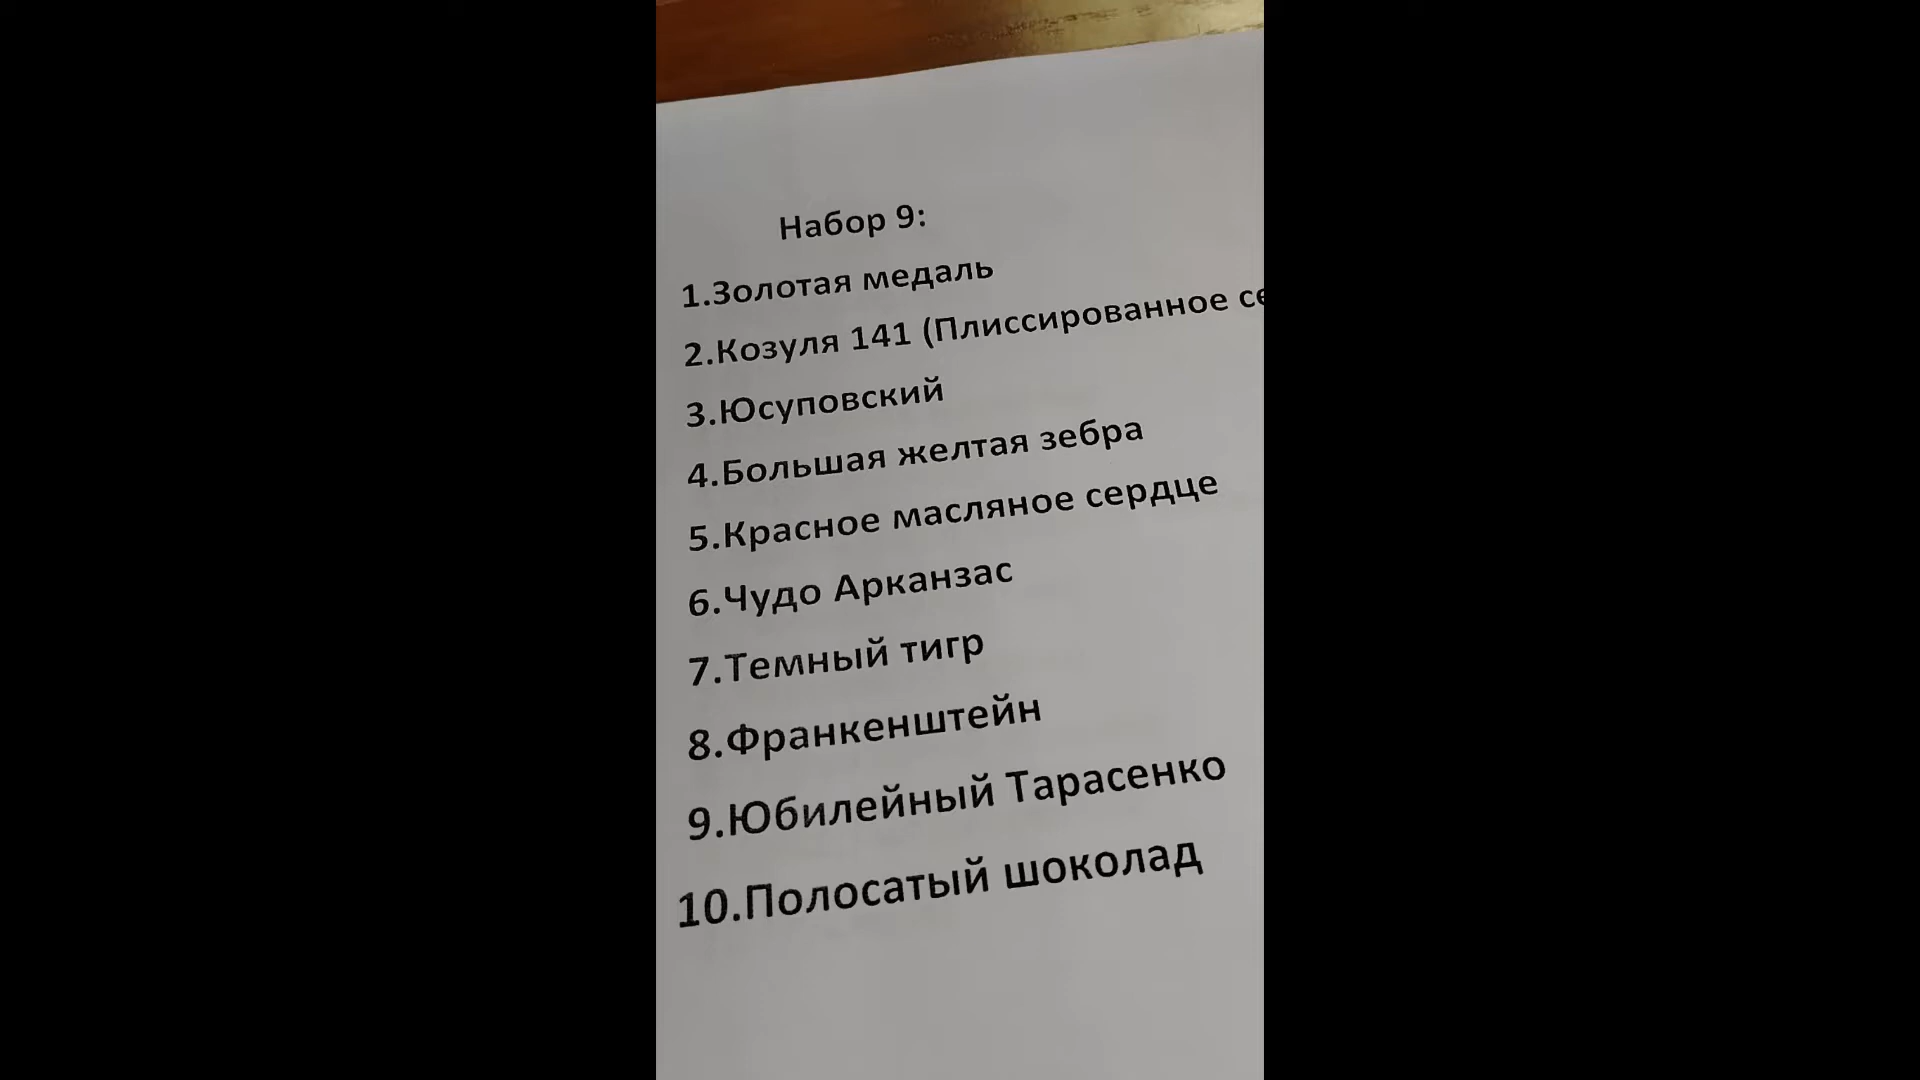 Набор 9:
1.Золотая медаль
2.Козуля 141 (Плиссированное
3.Юсуповский
4.Большая желтая зебра
5.Красное масляное сердце
6.Чудо Арканзас
7.Темный тигр
8.Франкенштейн
9.Юбилейный Тарасенко
10.Полосатый шоколад